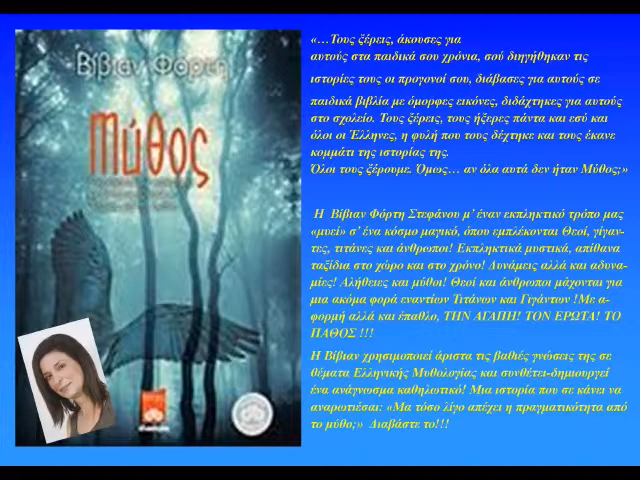 Βίβιαν Φόρτη
Μύθος
«…Τους ξέρεις, άκουσες για
αυτούς στα παιδικά σου χρόνια, σού διηγήθηκαν τις
ιστορίες τους οι προγονοί σου, διάβασες για αυτούς σε
παιδικά βιβλία με όμορφες εικόνες, διδάχτηκες για αυτούς
στο σχολείο. Τους ξέρεις, τους ήξερες πάντα και εσύ και
όλοι οι Έλληνες, η φυλή που τους δέχτηκε και τους έκανε
κομμάτι της ιστορίας της.
Όλοι τους ξέρουμε. Όμως… αν όλα αυτά δεν ήταν Μύθος;»
Η Βίβιαν Φόρτη Στεφάνου μ’ έναν εκπληκτικό τρόπο μας
«μυεί» σ’ ένα κόσμο μαγικό, όπου εμπλέκονται Θεοί, γίγαν-
τες, τιτάνες και άνθρωποι! Εκπληκτικά μυστικά, απίθανα
ταξίδια στο χώρο και στο χρόνο! Δυνάμεις αλλά και αδυνα-
μίες! Αλήθειες και μύθοι! Θεοί και άνθρωποι μάχονται για
μια ακόμα φορά εναντίων Τιτάνων και Γιγάντων !Με α-
φορμή αλλά και έπαθλο, ΤΗΝ ΑΓΑΠΗ! ΤΟΝ ΕΡΩΤΑ! ΤΟ
ΠΑΘΟΣ !!!
Η Βίβιαν χρησιμοποιεί άριστα τις βαθιές γνώσεις της σε
θέματα Ελληνικής Μυθολογίας και συνθέτει-δημιουργεί
ένα ανάγνωσμα καθηλωτικό! Μια ιστορία που σε κάνει να
αναρωτιέσαι: «Μα τόσο λίγο απέχει η πραγματικότητα από
το μύθο;» Διαβάστε το!!!